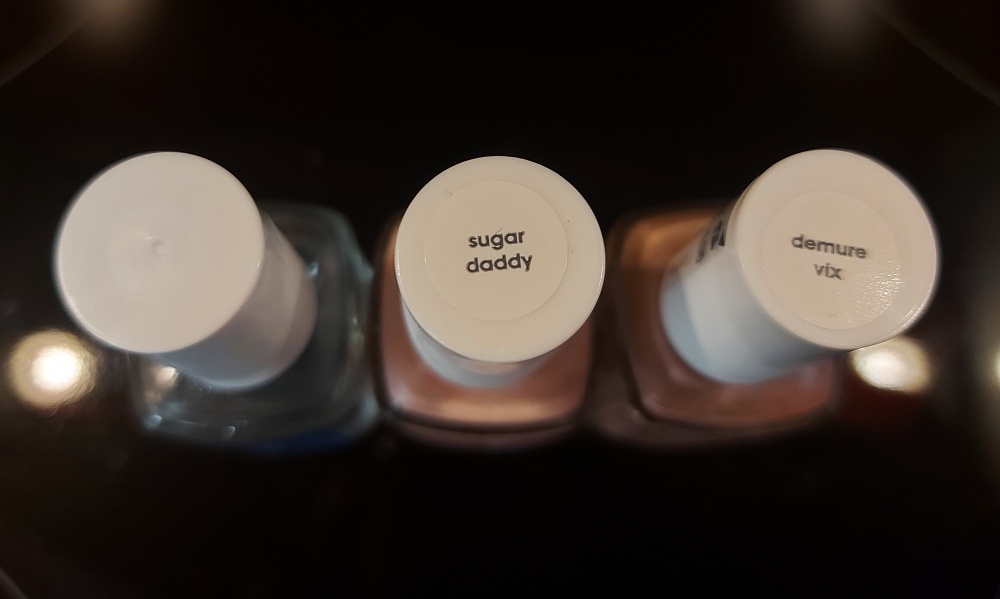 sugar
daddy
demure
vix